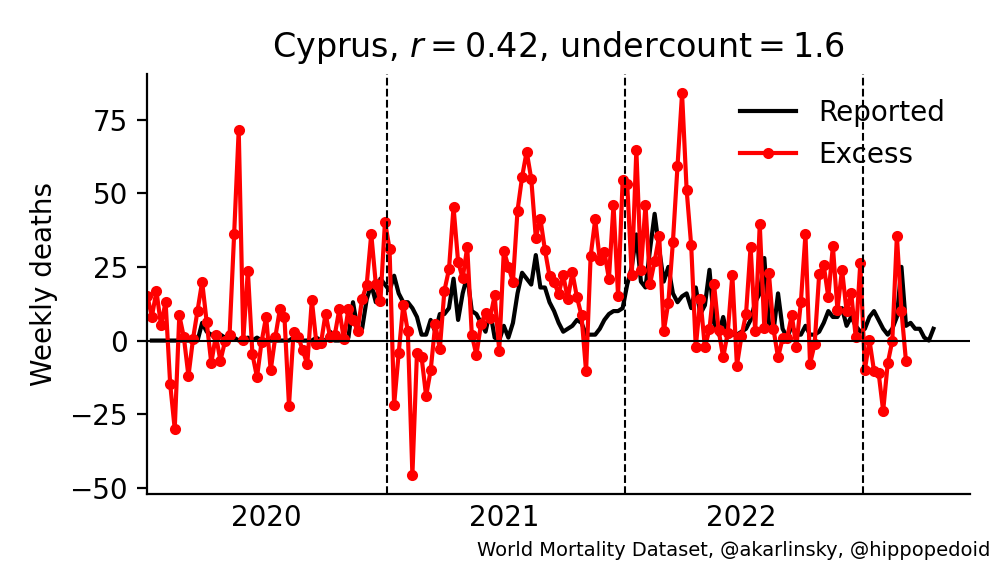 Cyprus, r = 0.42, undercount = 1.6
Reported
Excess
Weekly deaths
75
50
25
0
−25
−50
2020 2021 2022
World Mortality Dataset, @akarlinsky, @hippopedoid